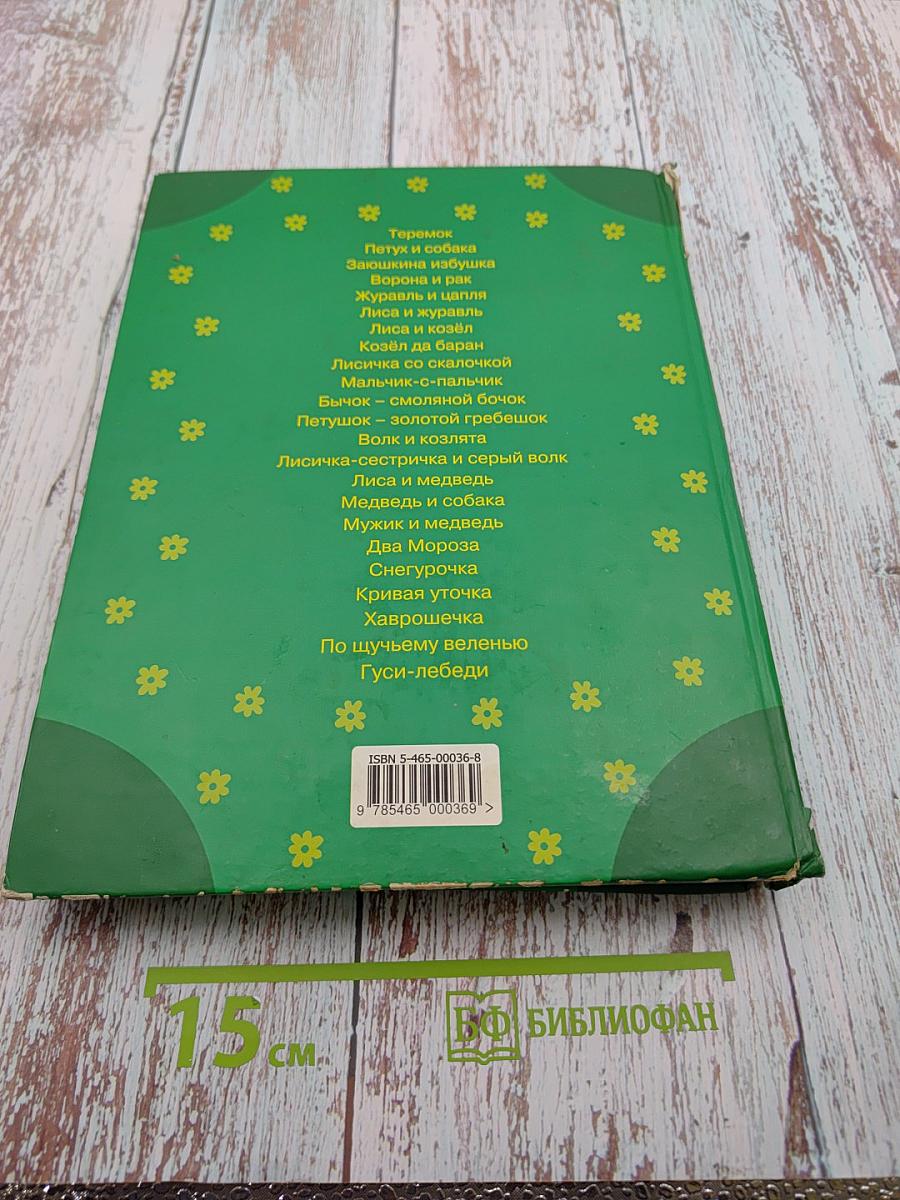 Теремок
Петух и собака
Заюшкина избушка
Ворона и рак
Журавль и цапля
Лиса и журавль
Лиса и козёл
Козёл да баран
Лисичка со скалочкой
Мальчик-с-пальчик
Бычок – смоляной бочок
Петушок – золотой гребешок
Волк и козлята
Лисичка-сестричка и серый волк
Лиса и медведь
Медведь и собака
Мужик и медведь
Два Мороза
Снегурочка
Кривая уточка
Хаврошечка
По щучьему веленью
Гуси-лебеди
ISBN 5-465-00036-8
9 785465 000369 >
15 см
БФ БИБЛИОФАН